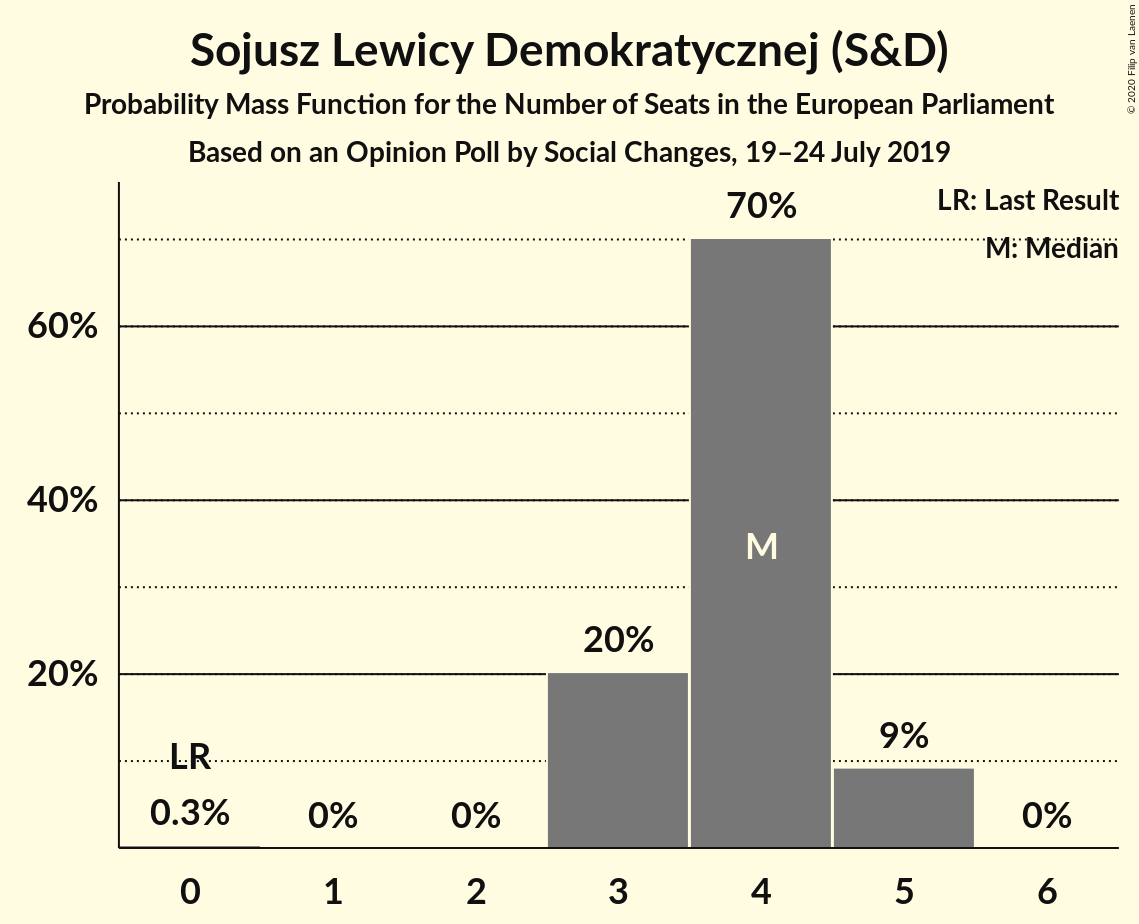 Sojusz Lewicy Demokratycznej (S&D)
Probability Mass Function for the Number of Seats in the European Parliament
Based on an Opinion Poll by Social Changes, 19–24 July 2019
© 2020 Filip van Laenen
LR: Last Result
M: Median
70%
60%
40%
M
20%
20%
9%
LR
0.3%
0%
0%
0%
0
1
2
3
4
5
6